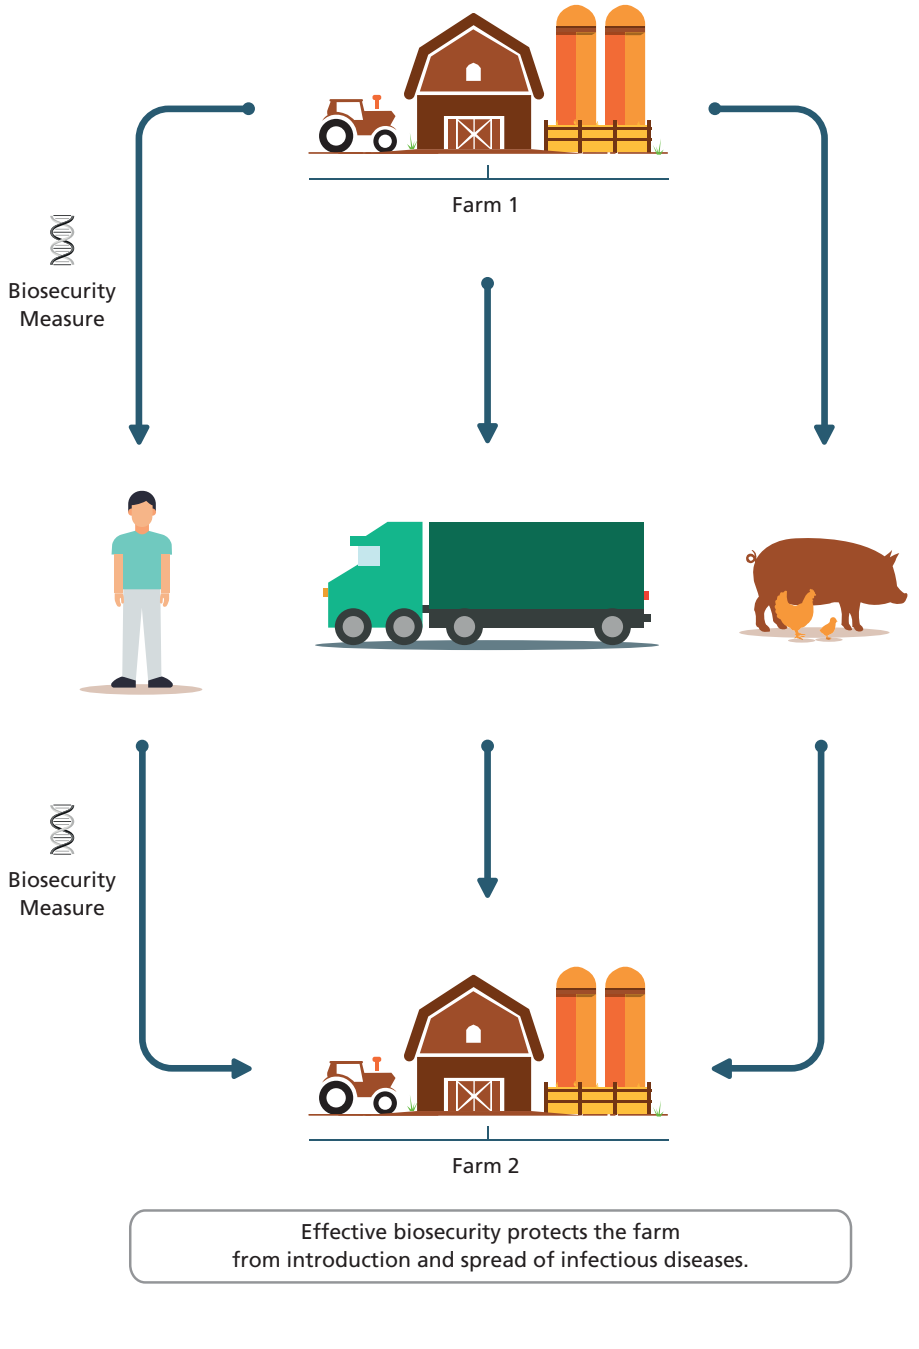 Farm 1
Biosecurity
Measure
Biosecurity
Measure
Farm 2
Effective biosecurity protects the farm
from introduction and spread of infectious diseases.